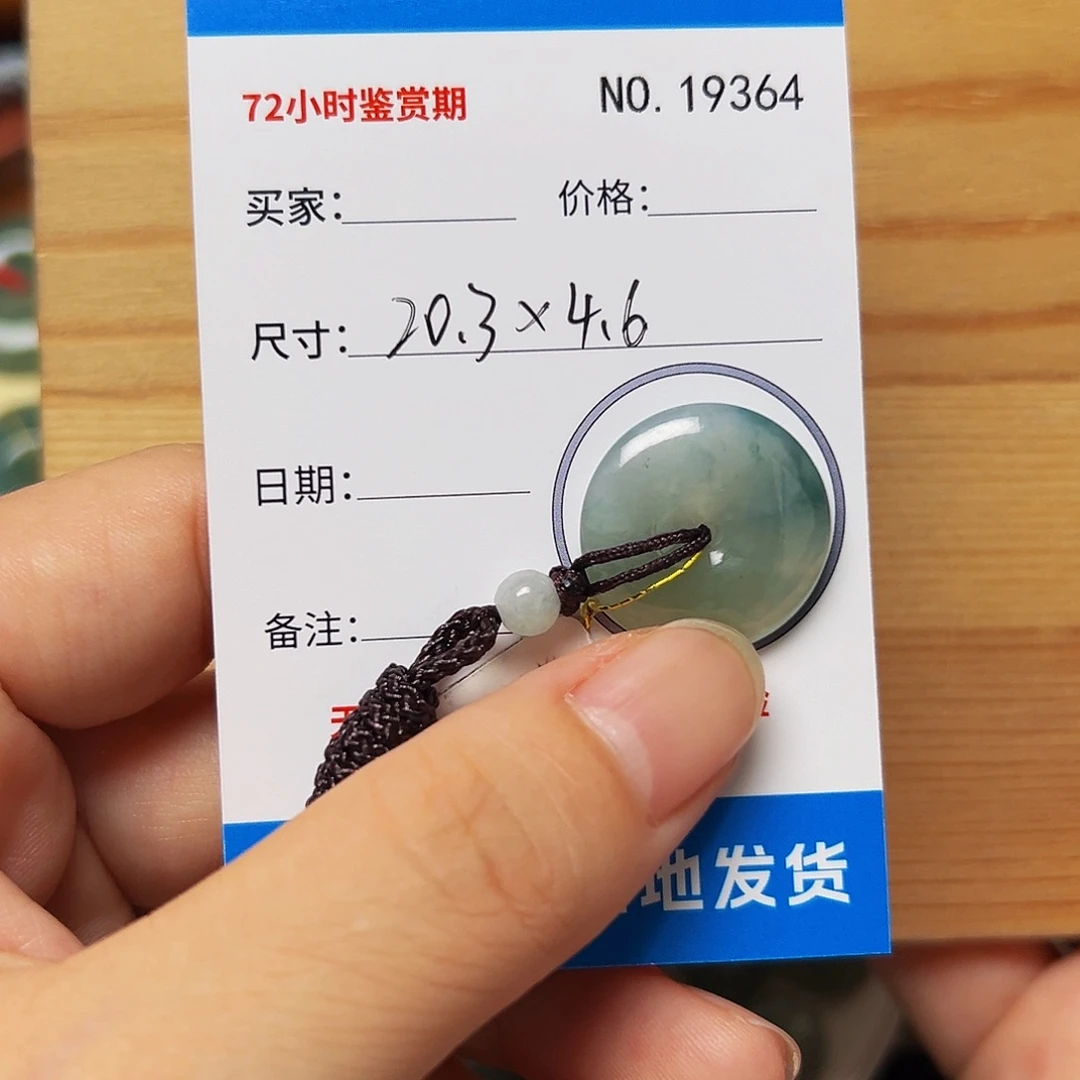 72小时鉴赏期 NO. 19364
买家: 价格:
尺寸: 20.3×4.6
日期:
备注:
地发货